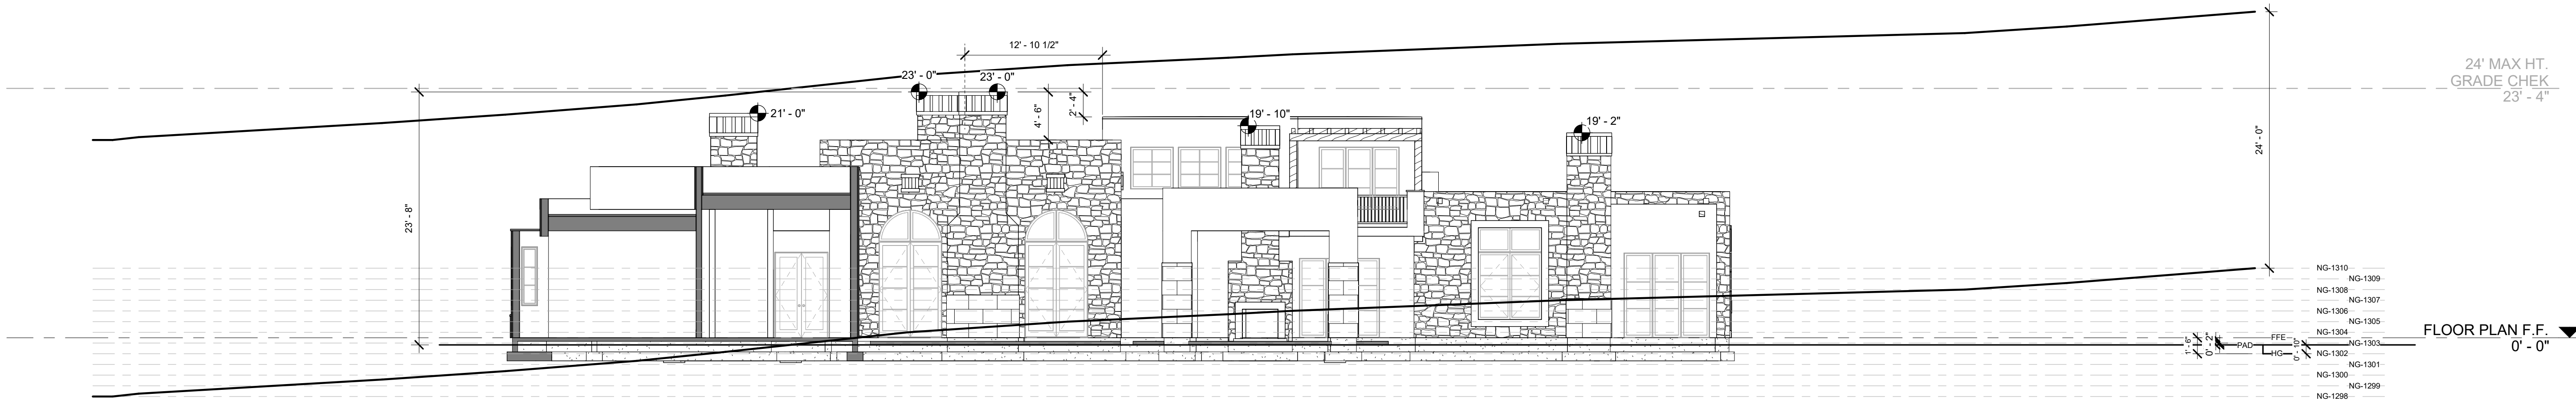 12' - 10 1/2"
24' MAX HT.
GRADE CHEK
23' - 4"
23' - 0"
23' - 0"
21' - 0"
4' - 6"
2' - 4"
19' - 10"
19' - 2"
24' - 0"
23' - 8"
NG-1310
NG-1309
NG-1308
NG-1307
NG-1306
NG-1305
NG-1304
NG-1303
NG-1302
NG-1301
NG-1300
NG-1299
NG-1298
FLOOR PLAN F.F.
0' - 0"
1' - 6"
0' - 2"
PAD
FFE
HG
0' - 10"